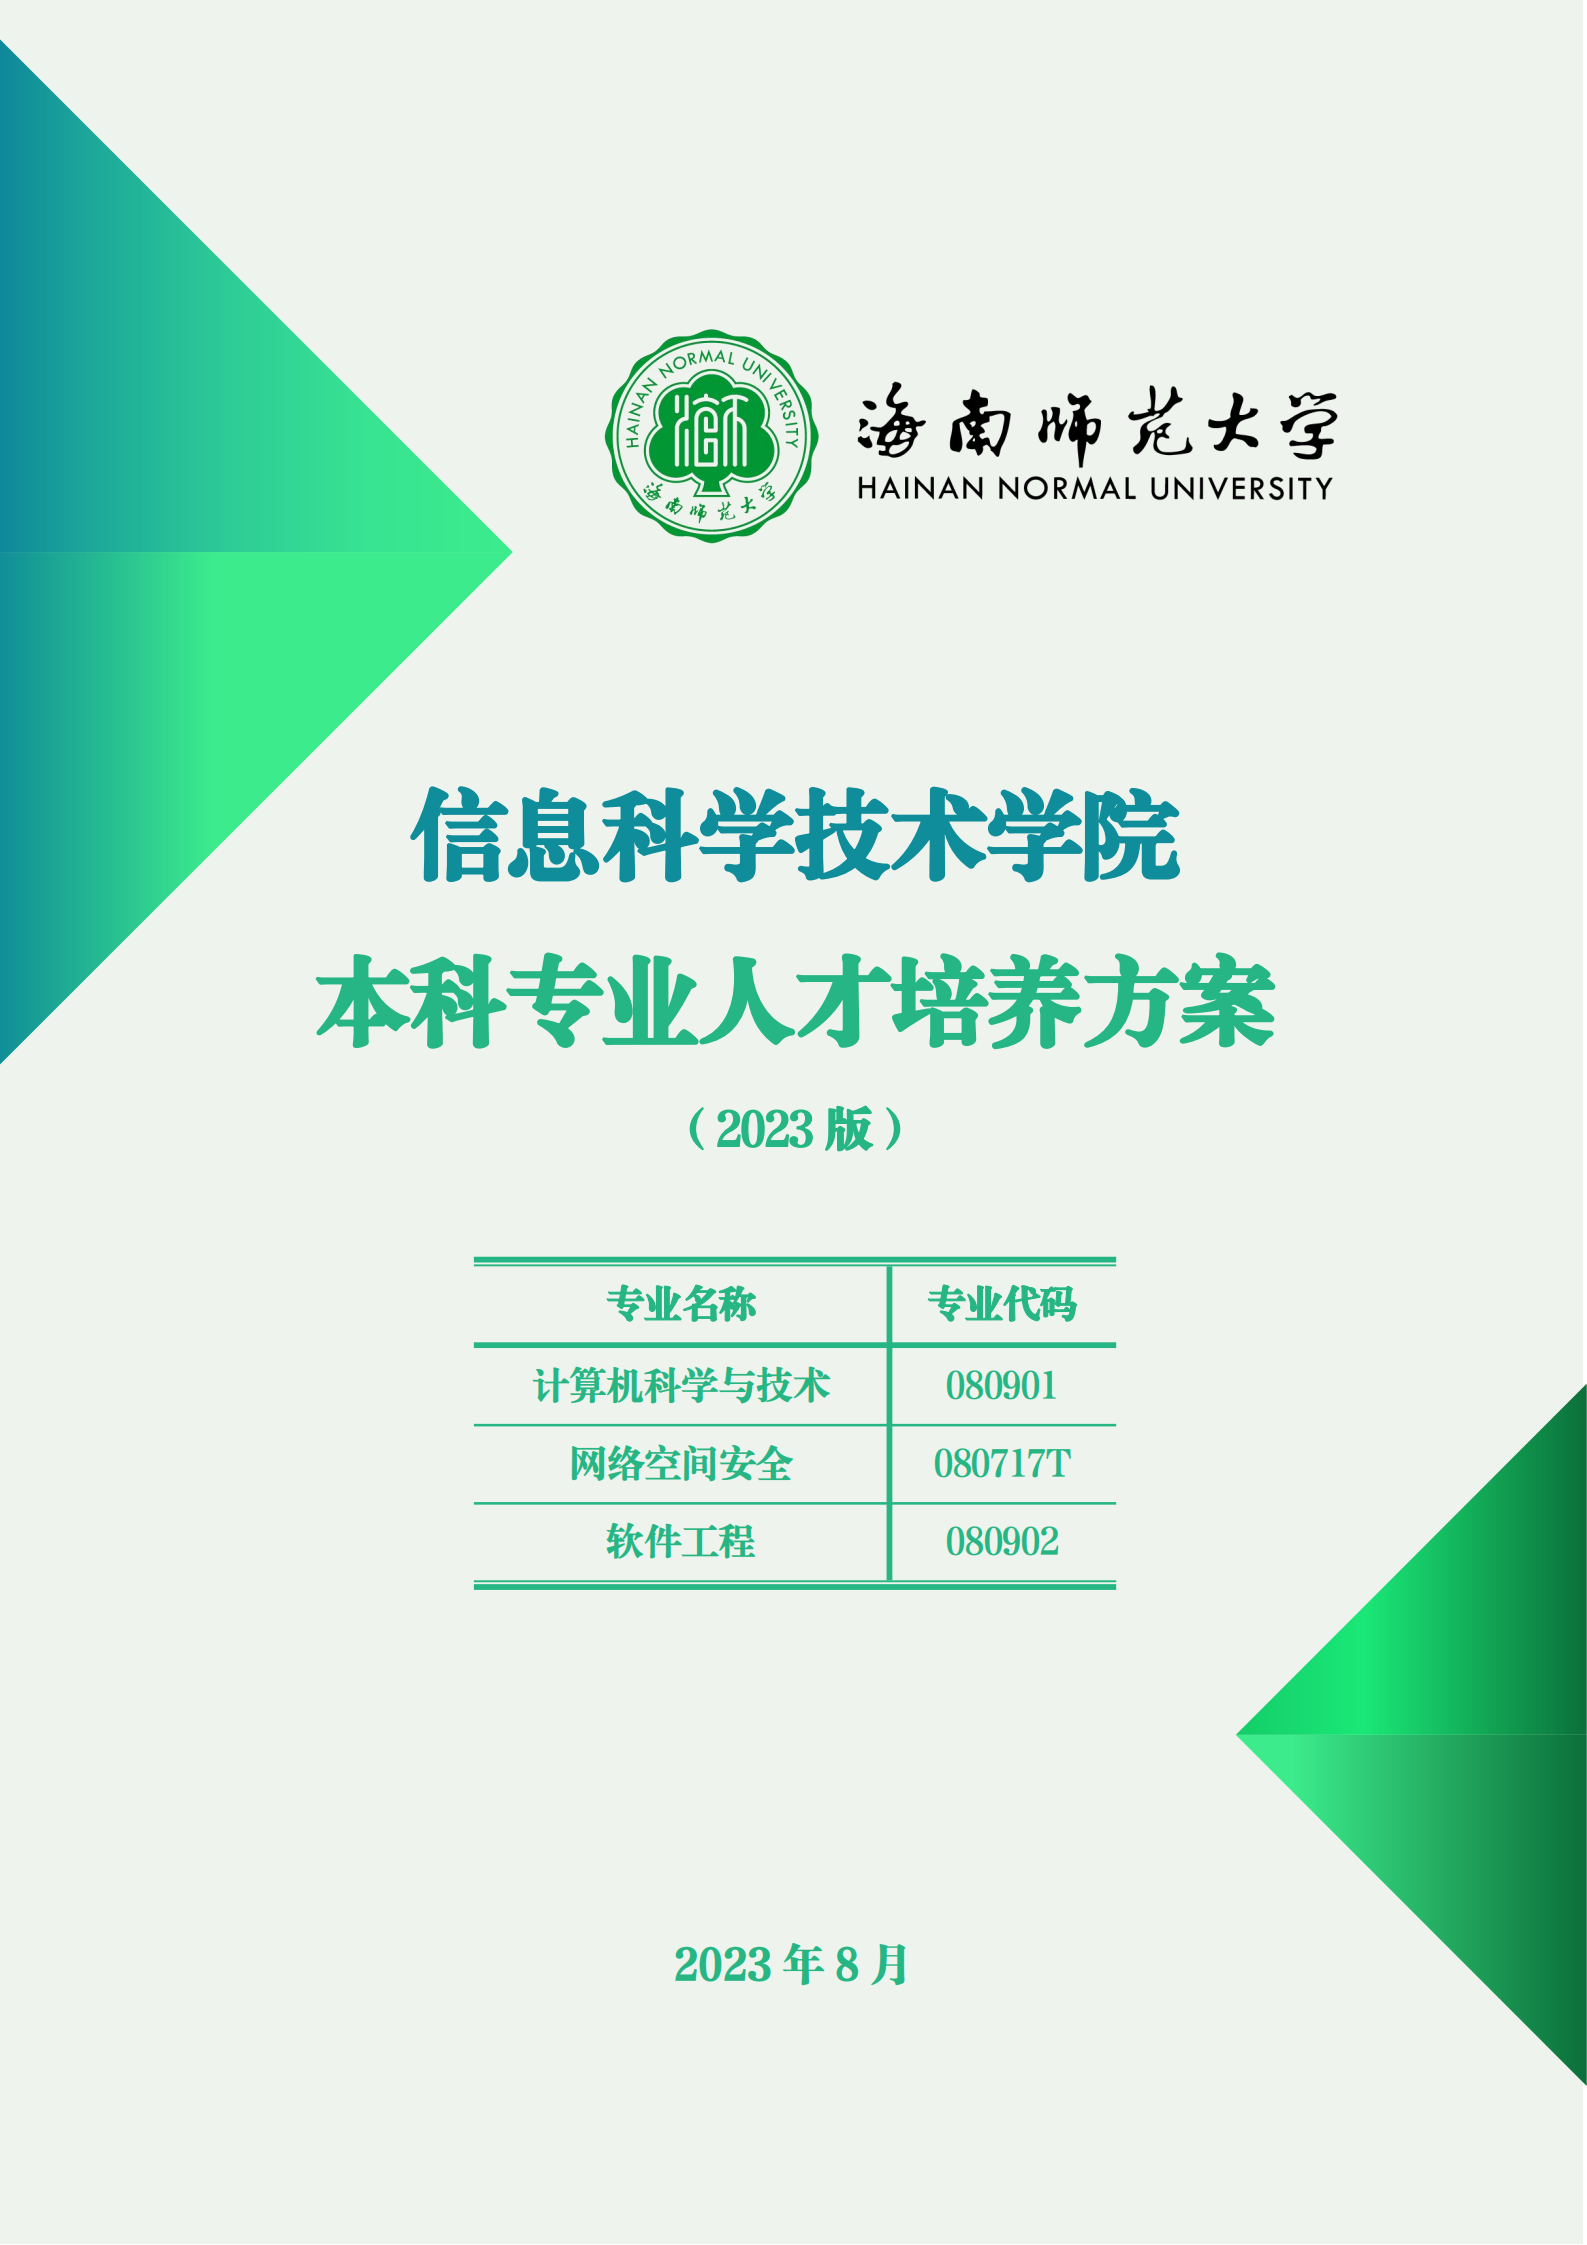 HAINAN NORMAL UNIVERSITY
海南师范大学
海南师范大学
HAINAN NORMAL UNIVERSITY
信息科学技术学院
本科专业人才培养方案
（2023 版）
专业名称 专业代码
计算机科学与技术 080901
网络空间安全 080717T
软件工程 080902
2023 年 8 月